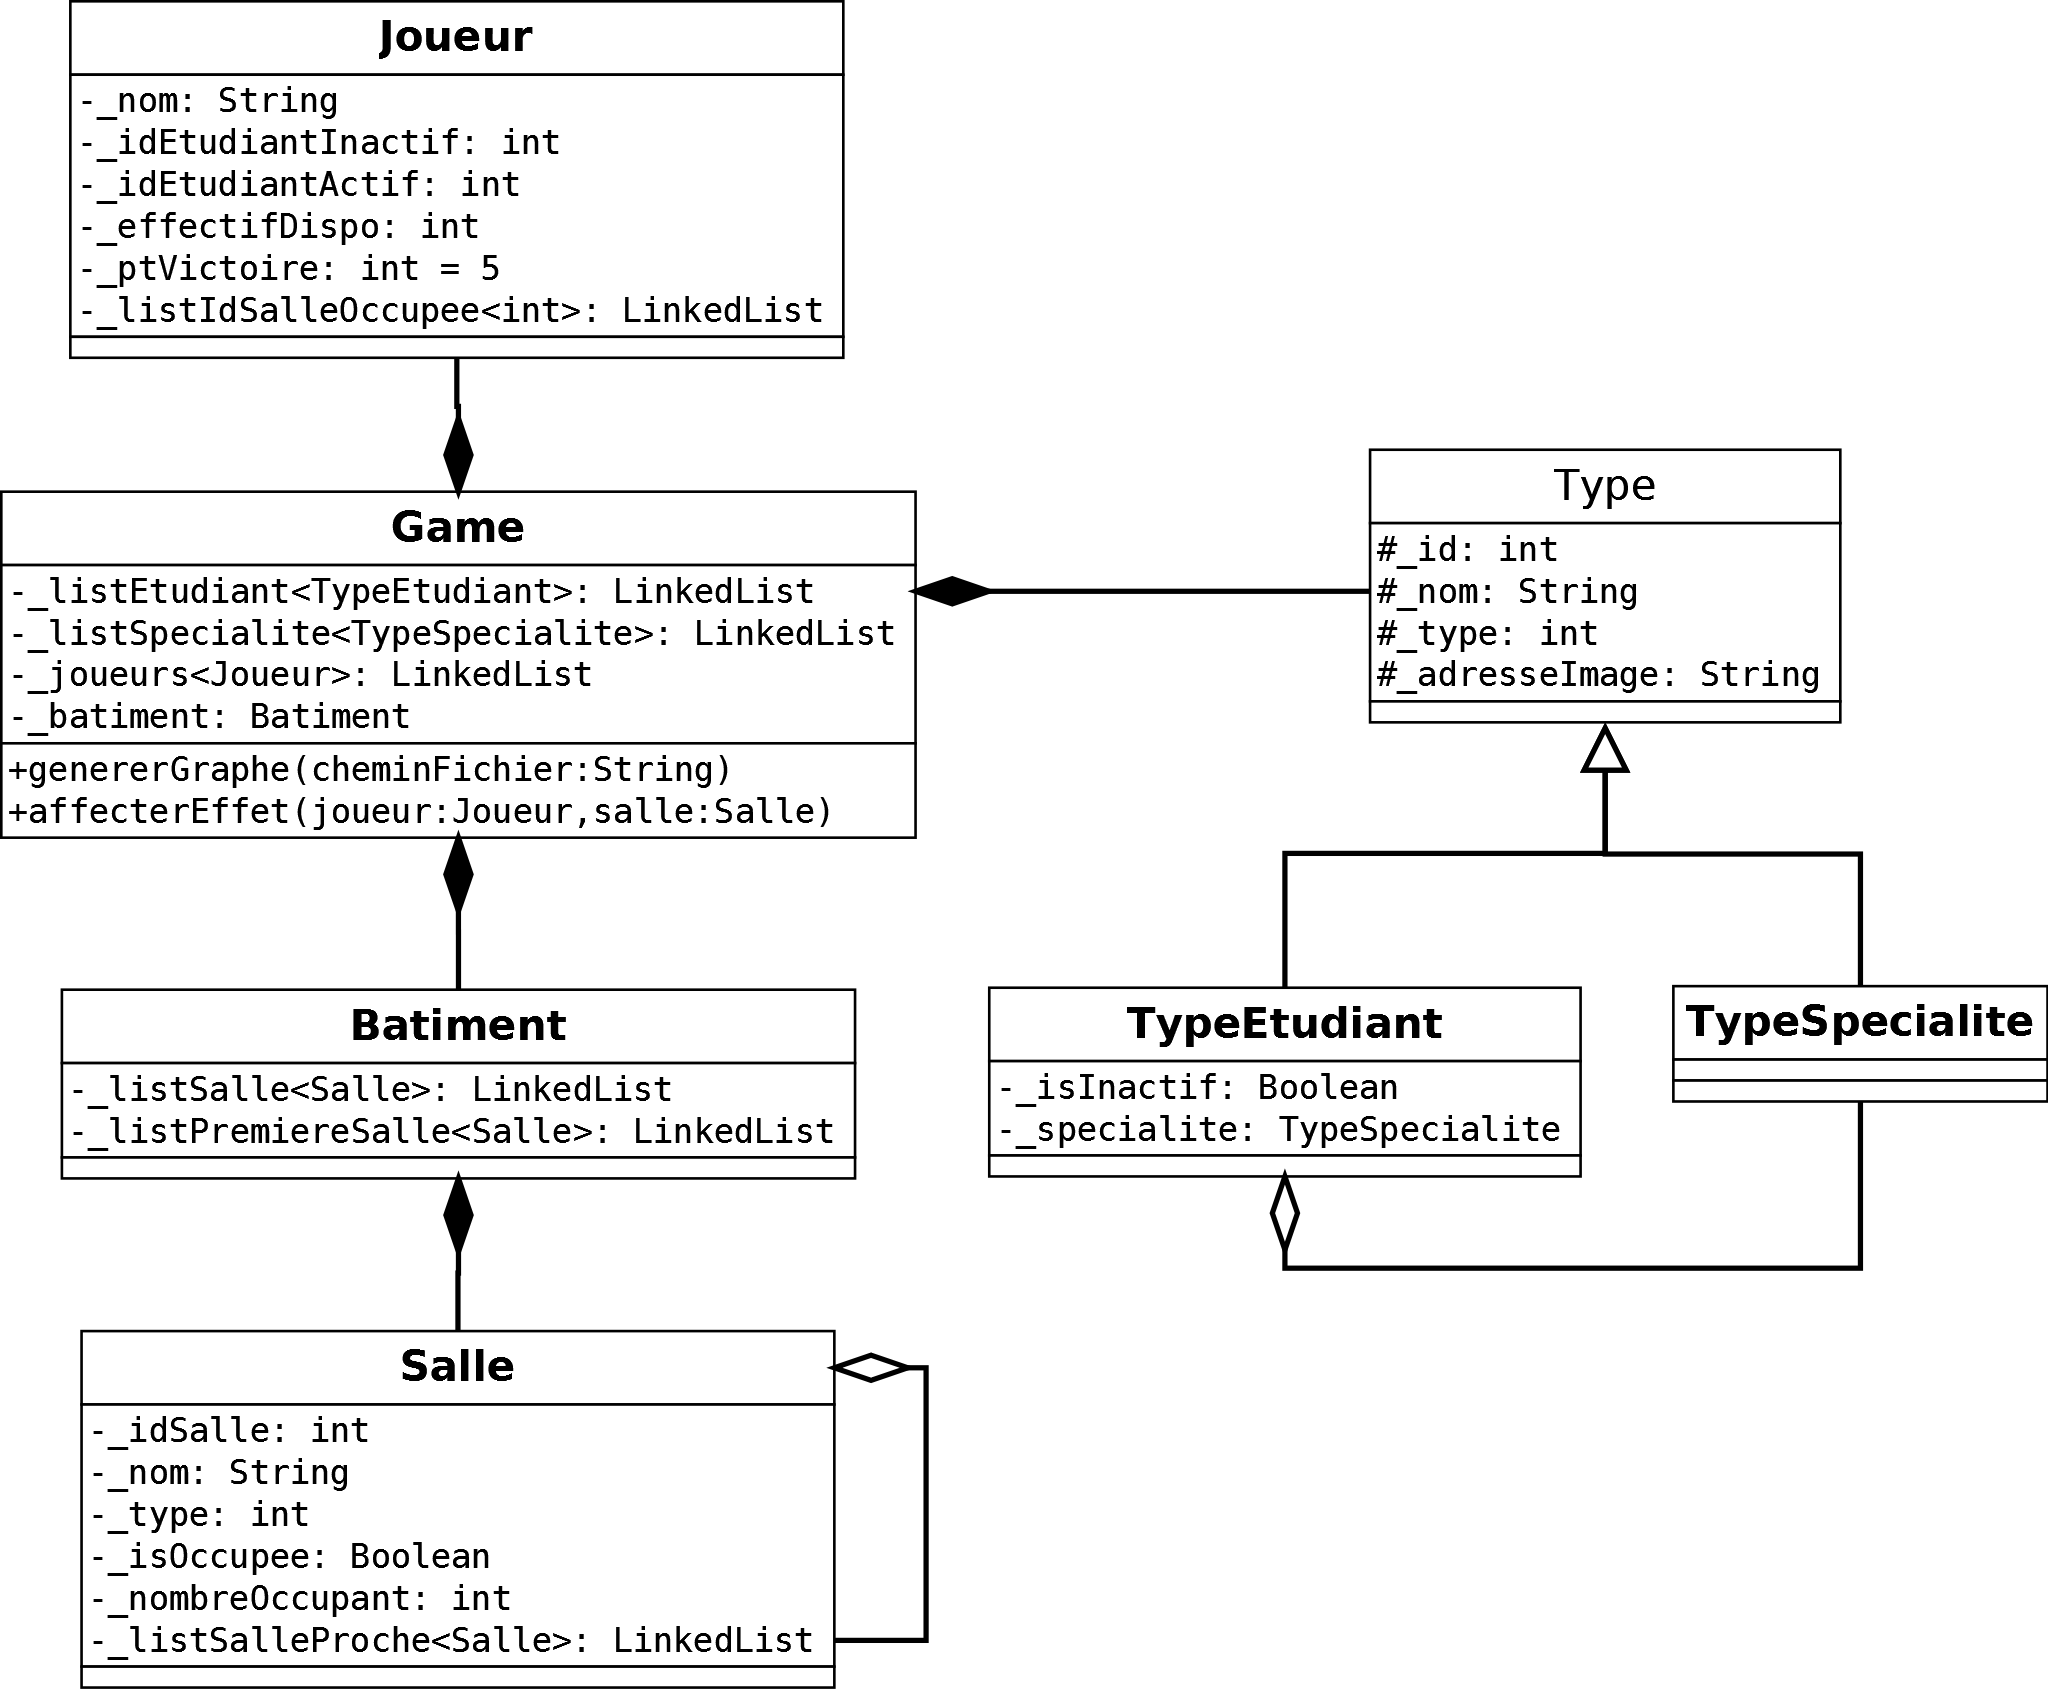 Joueur
-_nom: String
-_idEtudiantInactif: int
-_idEtudiantActif: int
-_effectifDispo: int
-_ptVictoire: int = 5
-_listIdSalleOccupee<int>: LinkedList
Game
-_listEtudiant<TypeEtudiant>: LinkedList
-_listSpecialite<TypeSpecialite>: LinkedList
-_joueurs<Joueur>: LinkedList
-_batiment: Batiment
+genererGraphe(cheminFichier:String)
+affecterEffet(joueur:Joueur,salle:Salle)
Type
#_id: int
#_nom: String
#_type: int
#_adresseImage: String
Batiment
-_listSalle<Salle>: LinkedList
-_listPremiereSalle<Salle>: LinkedList
TypeEtudiant
-_isInactif: Boolean
-_specialite: TypeSpecialite
TypeSpecialite
Salle
-_idSalle: int
-_nom: String
-_type: int
-_isOccupee: Boolean
-_nombreOccupant: int
-_listSalleProche<Salle>: LinkedList